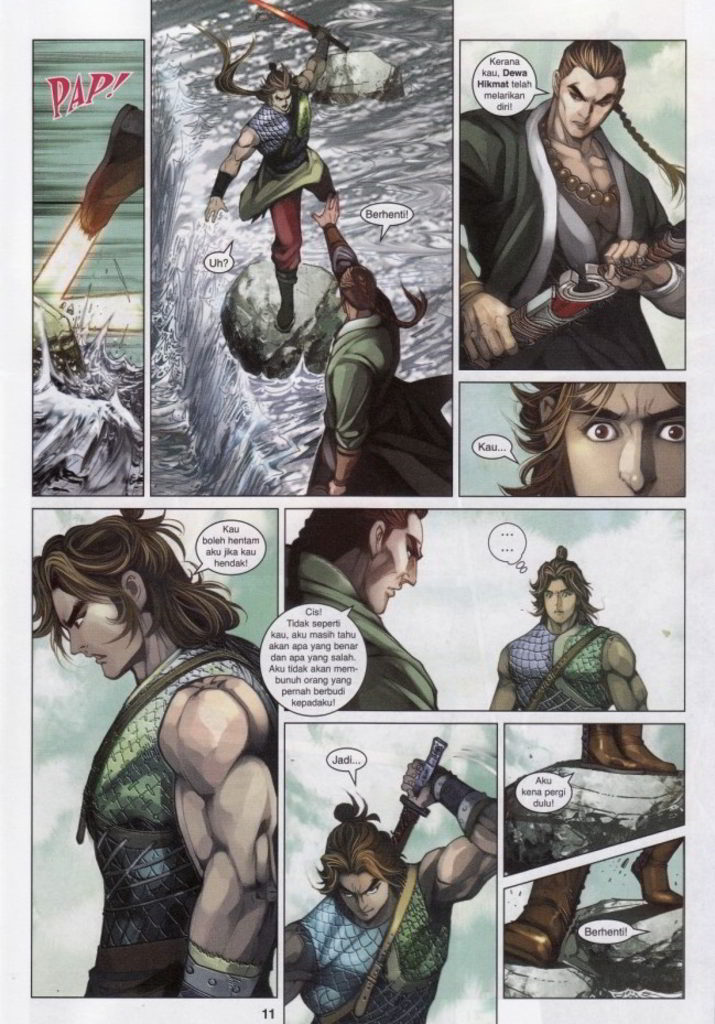 PAP!
Uh?
Berhenti!
Kerana
kau, Dewa
Hikmat telah
melarikan
diri!
Kau...
Kau
boleh hentam
aku jika kau
hendak!
Cis!
Tidak seperti
kau, aku masih tahu
akan apa yang benar
dan apa yang salah.
Aku tidak akan mem-
bunuh orang yang
pernah berbudi
kepadaku!
...
...
Jadi...
Aku
kena pergi
dulu!
Berhenti!
11